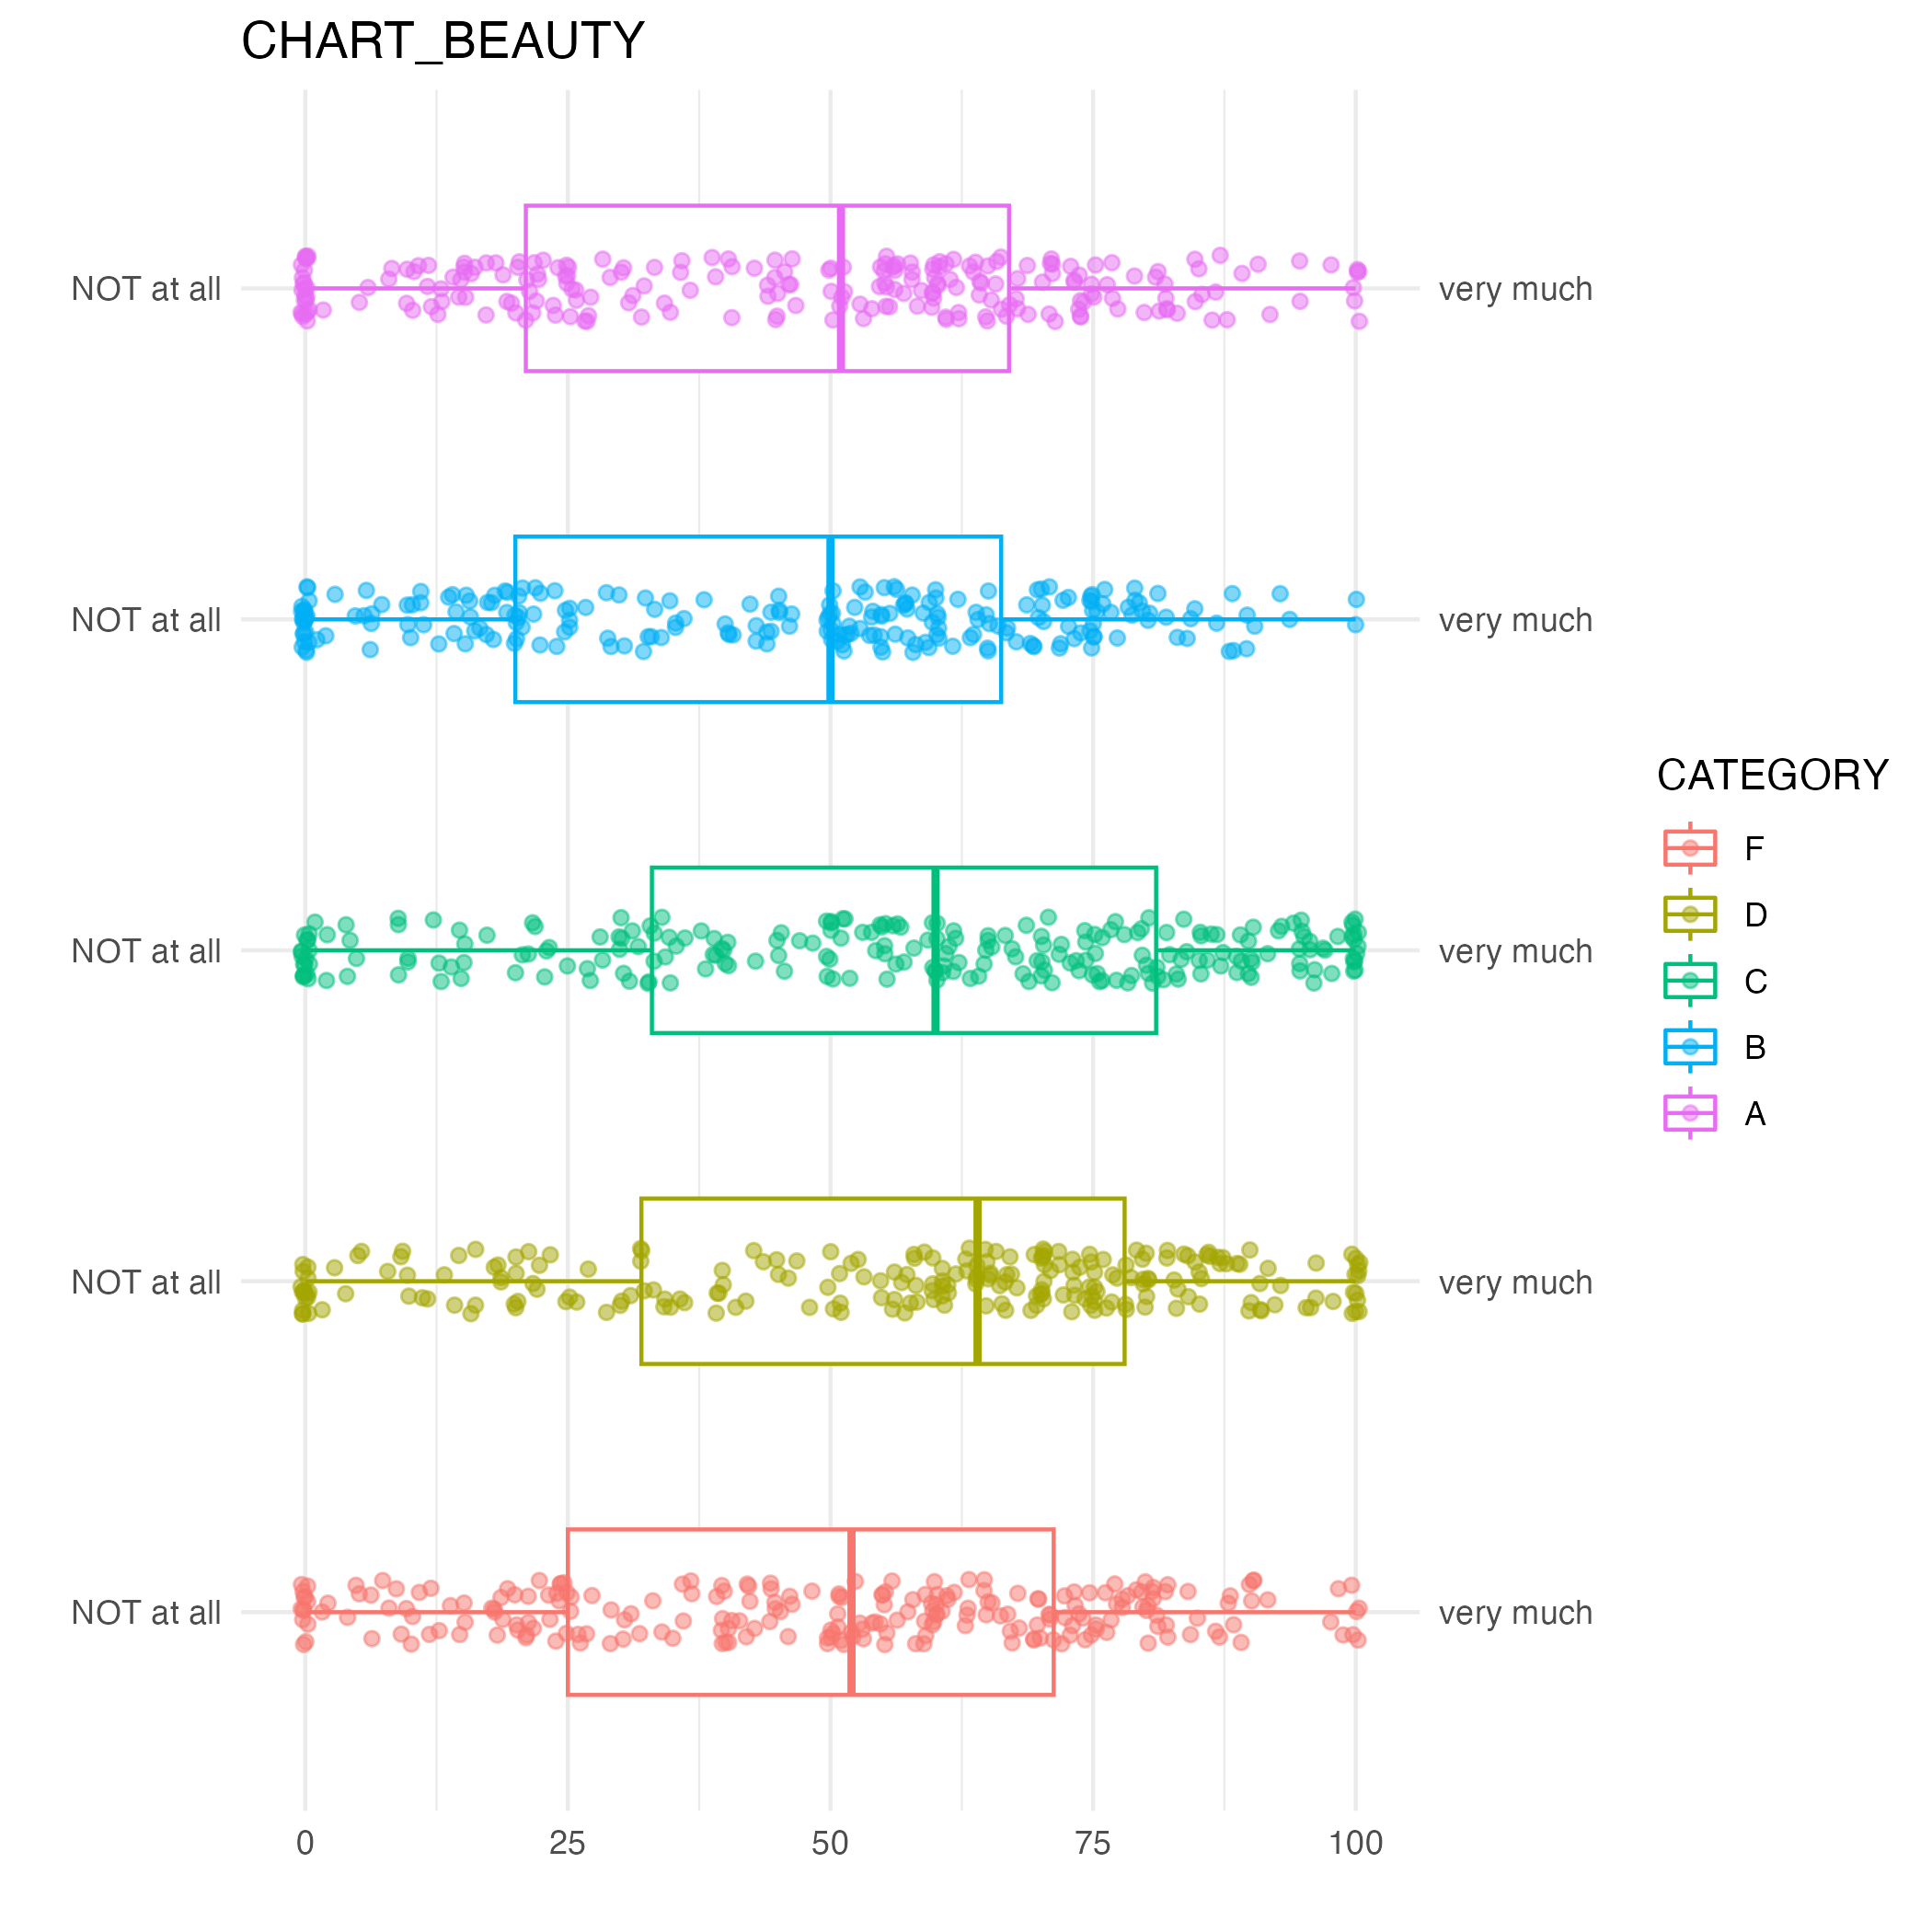 CHART_BEAUTY
NOT at all very much
NOT at all very much
NOT at all very much
NOT at all very much
NOT at all very much
0 25 50 75 100
CATEGORY
F
D
C
B
A